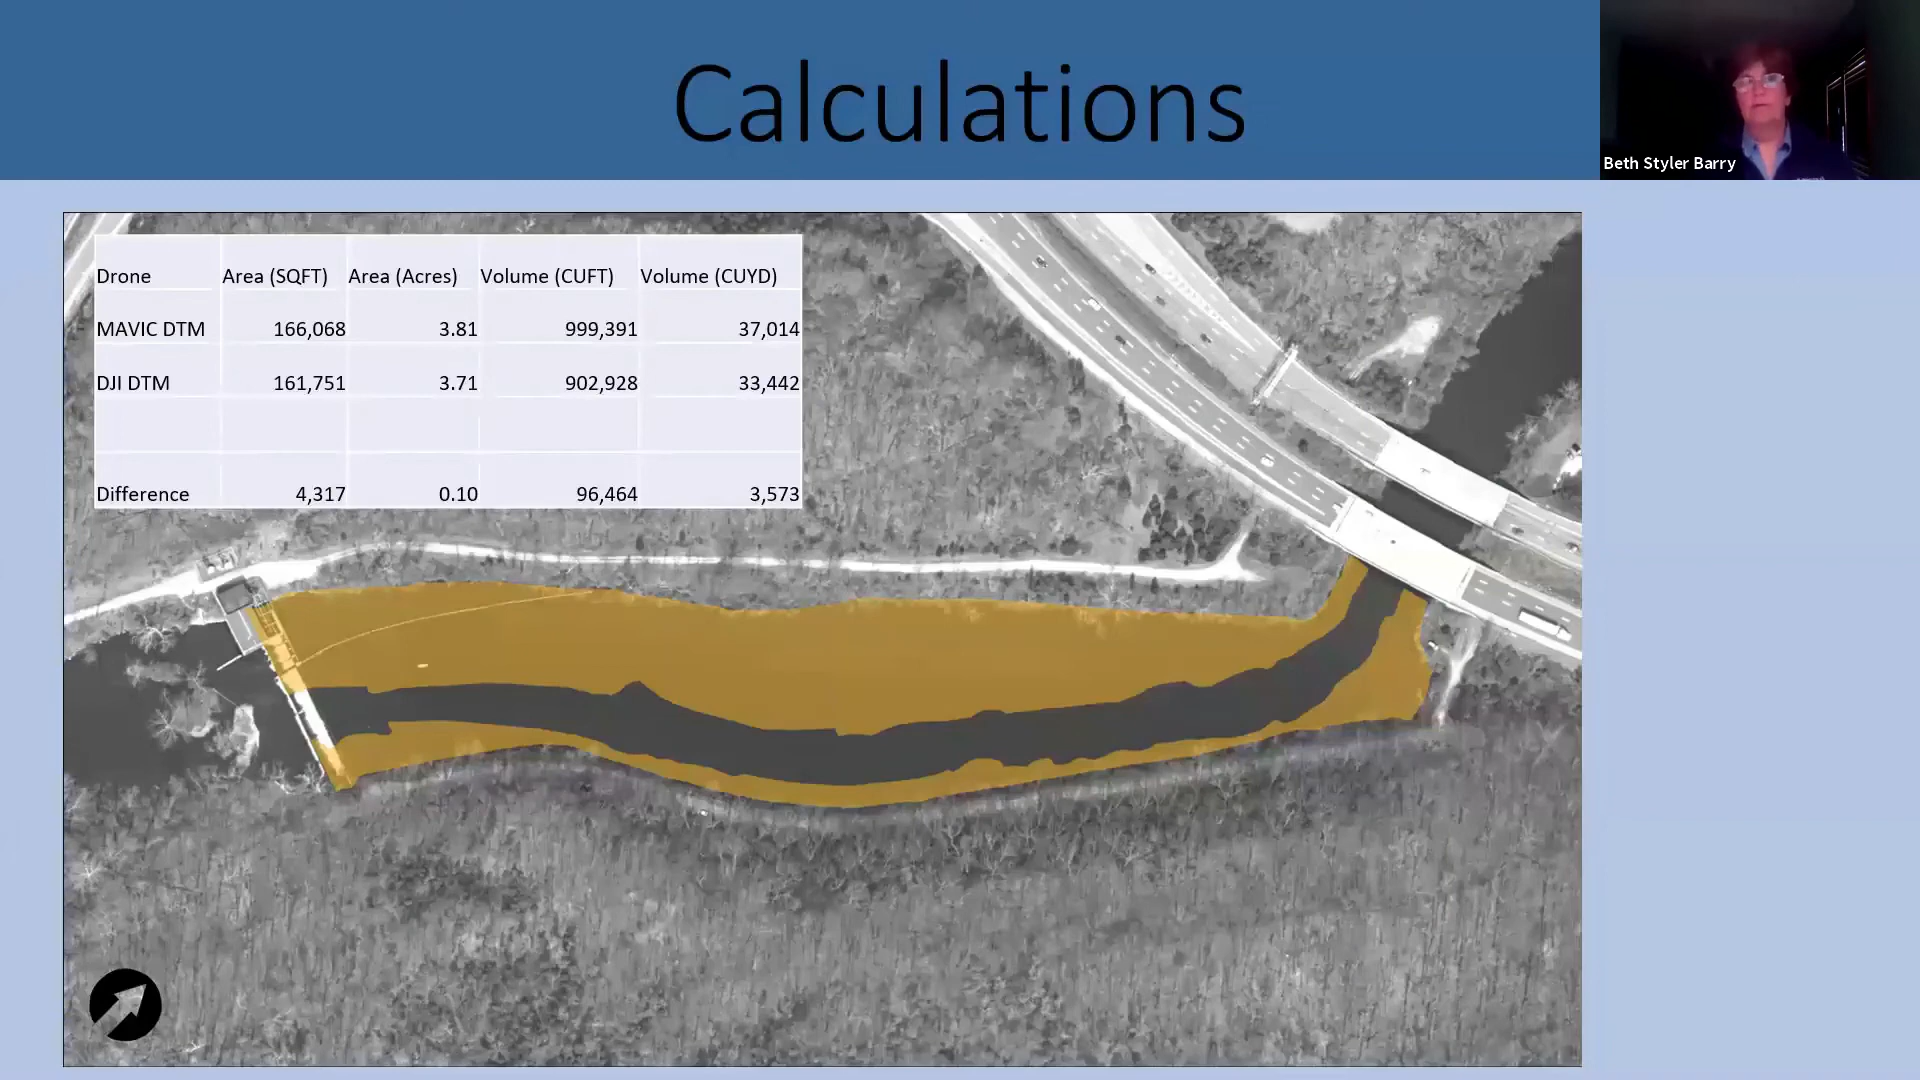 Calculations
Beth Styler Barry
Drone Area (SQFT) Area (Acres) Volume (CUFT) Volume (CUYD)
MAVIC DTM 166,068 3.81 999,391 37,014
DJI DTM 161,751 3.71 902,928 33,442
Difference 4,317 0.10 96,464 3,573